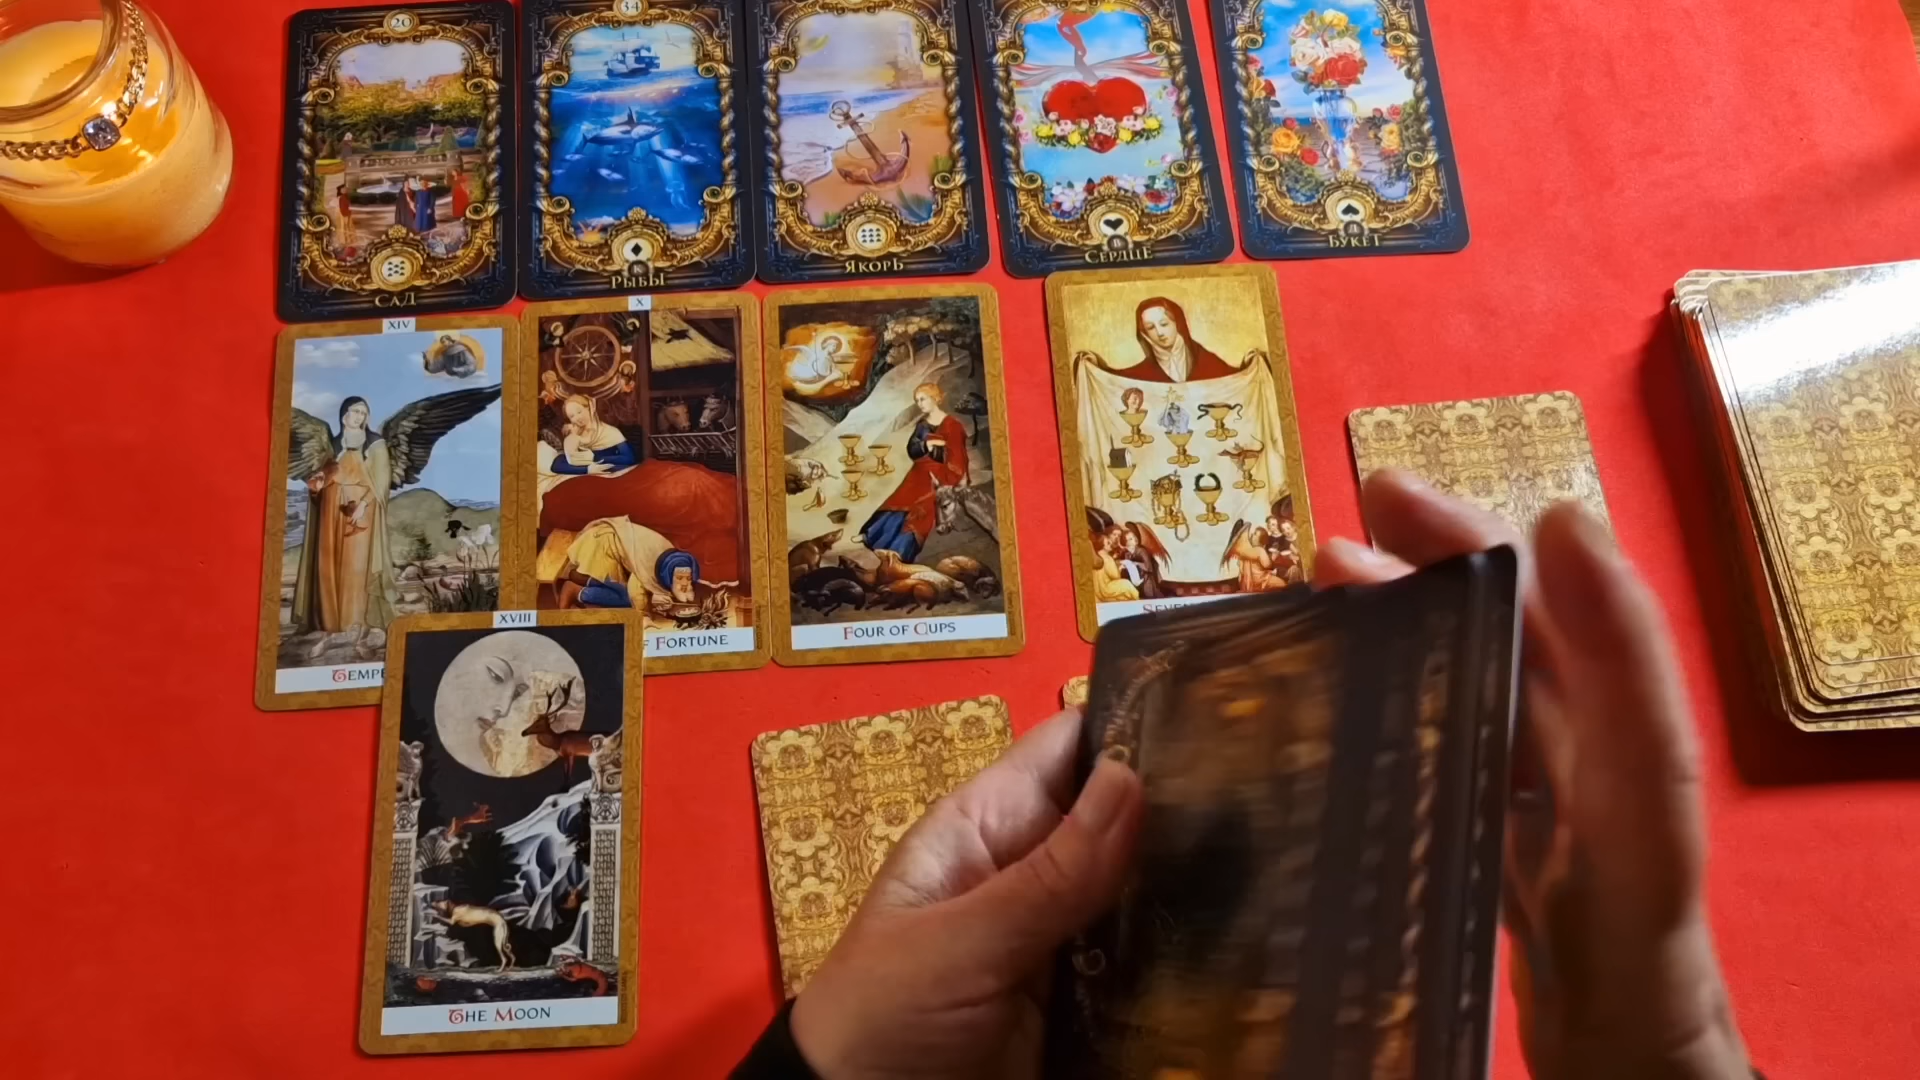 20
34
САД
К
РЫБЫ
ЯКОРЬ
В
СЕРДЦЕ
Д
БУКЕТ
XIV
X
FORTUNE
FOUR OF CUPS
XVIII
THE MOON